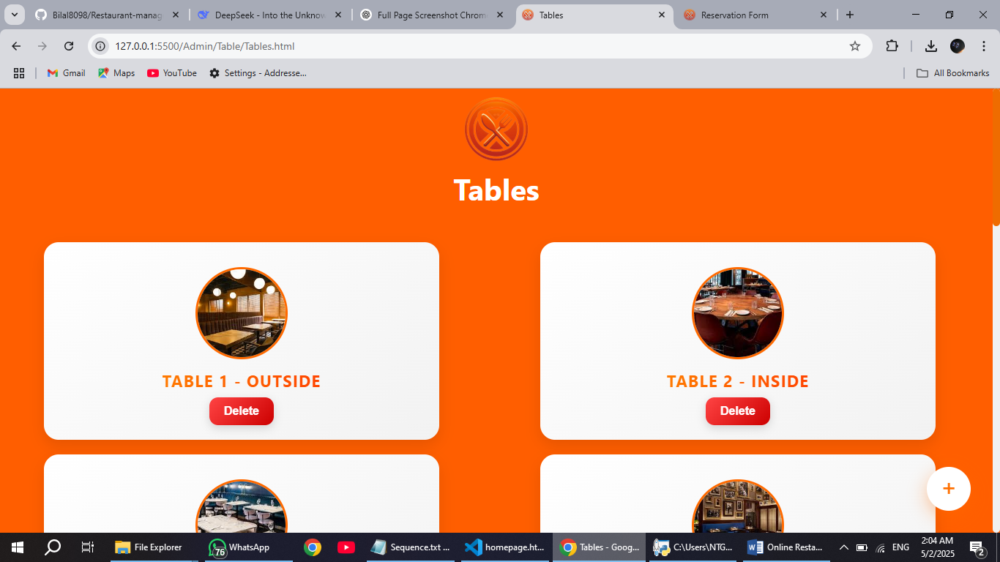 Bilal8098/Restaurant-manag
DeepSeek - Into the Unknow
Full Page Screenshot Chrom
Tables
Reservation Form
127.0.0.1:5500/Admin/Table/Tables.html
Gmail
Maps
YouTube
Settings - Addresse...
All Bookmarks
Tables
TABLE 1 - OUTSIDE
Delete
TABLE 2 - INSIDE
Delete
+
File Explorer
76
WhatsApp
Sequence.txt ...
homepage.ht...
Tables - Goog...
C:\Users\NTG...
Online Resta...
ENG
2:04 AM
5/2/2025
2